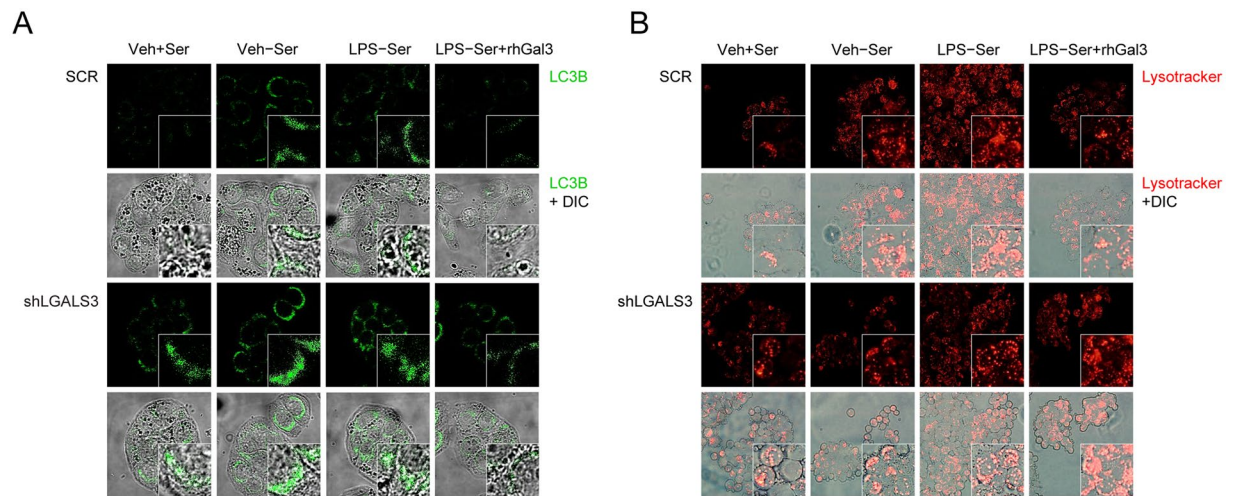 A
Veh+Ser Veh−Ser LPS−Ser LPS−Ser+rhGal3
SCR
LC3B
LC3B
+ DIC
shLGALS3
B
Veh+Ser Veh−Ser LPS−Ser LPS−Ser+rhGal3
SCR
Lysotracker
Lysotracker
+DIC
shLGALS3